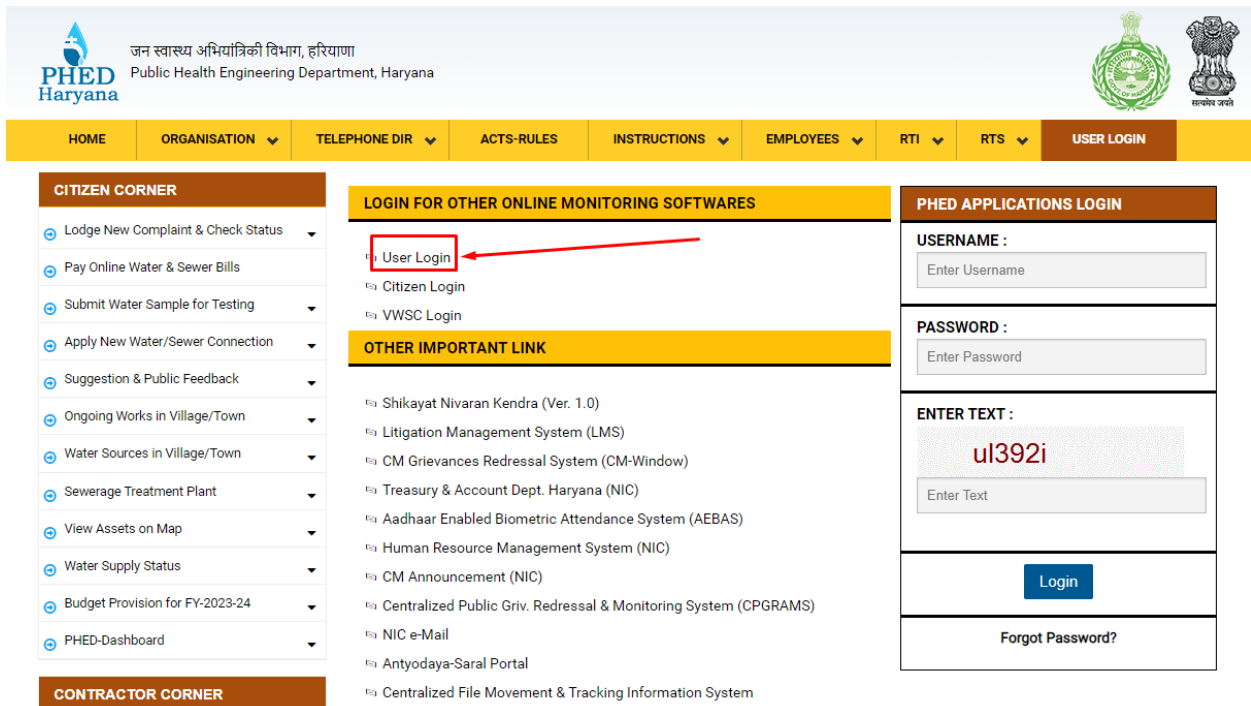 PHED
Haryana
जन स्वास्थ्य अभियांत्रिकी विभाग, हरियाणा
Public Health Engineering Department, Haryana
सत्यमेव जयते
HOME
ORGANISATION
TELEPHONE DIR
ACTS-RULES
INSTRUCTIONS
EMPLOYEES
RTI
RTS
USER LOGIN
CITIZEN CORNER
Lodge New Complaint & Check Status
Pay Online Water & Sewer Bills
Submit Water Sample for Testing
Apply New Water/Sewer Connection
Suggestion & Public Feedback
Ongoing Works in Village/Town
Water Sources in Village/Town
Sewerage Treatment Plant
View Assets on Map
Water Supply Status
Budget Provision for FY-2023-24
PHED-Dashboard
CONTRACTOR CORNER
LOGIN FOR OTHER ONLINE MONITORING SOFTWARES
User Login
Citizen Login
VWSC Login
OTHER IMPORTANT LINK
Shikayat Nivaran Kendra (Ver. 1.0)
Litigation Management System (LMS)
CM Grievances Redressal System (CM-Window)
Treasury & Account Dept. Haryana (NIC)
Aadhaar Enabled Biometric Attendance System (AEBAS)
Human Resource Management System (NIC)
CM Announcement (NIC)
Centralized Public Griv. Redressal & Monitoring System (CPGRAMS)
NIC e-Mail
Antyodaya-Saral Portal
Centralized File Movement & Tracking Information System
PHED APPLICATIONS LOGIN
USERNAME :
Enter Username
PASSWORD :
Enter Password
ENTER TEXT :
ul392i
Enter Text
Login
Forgot Password?